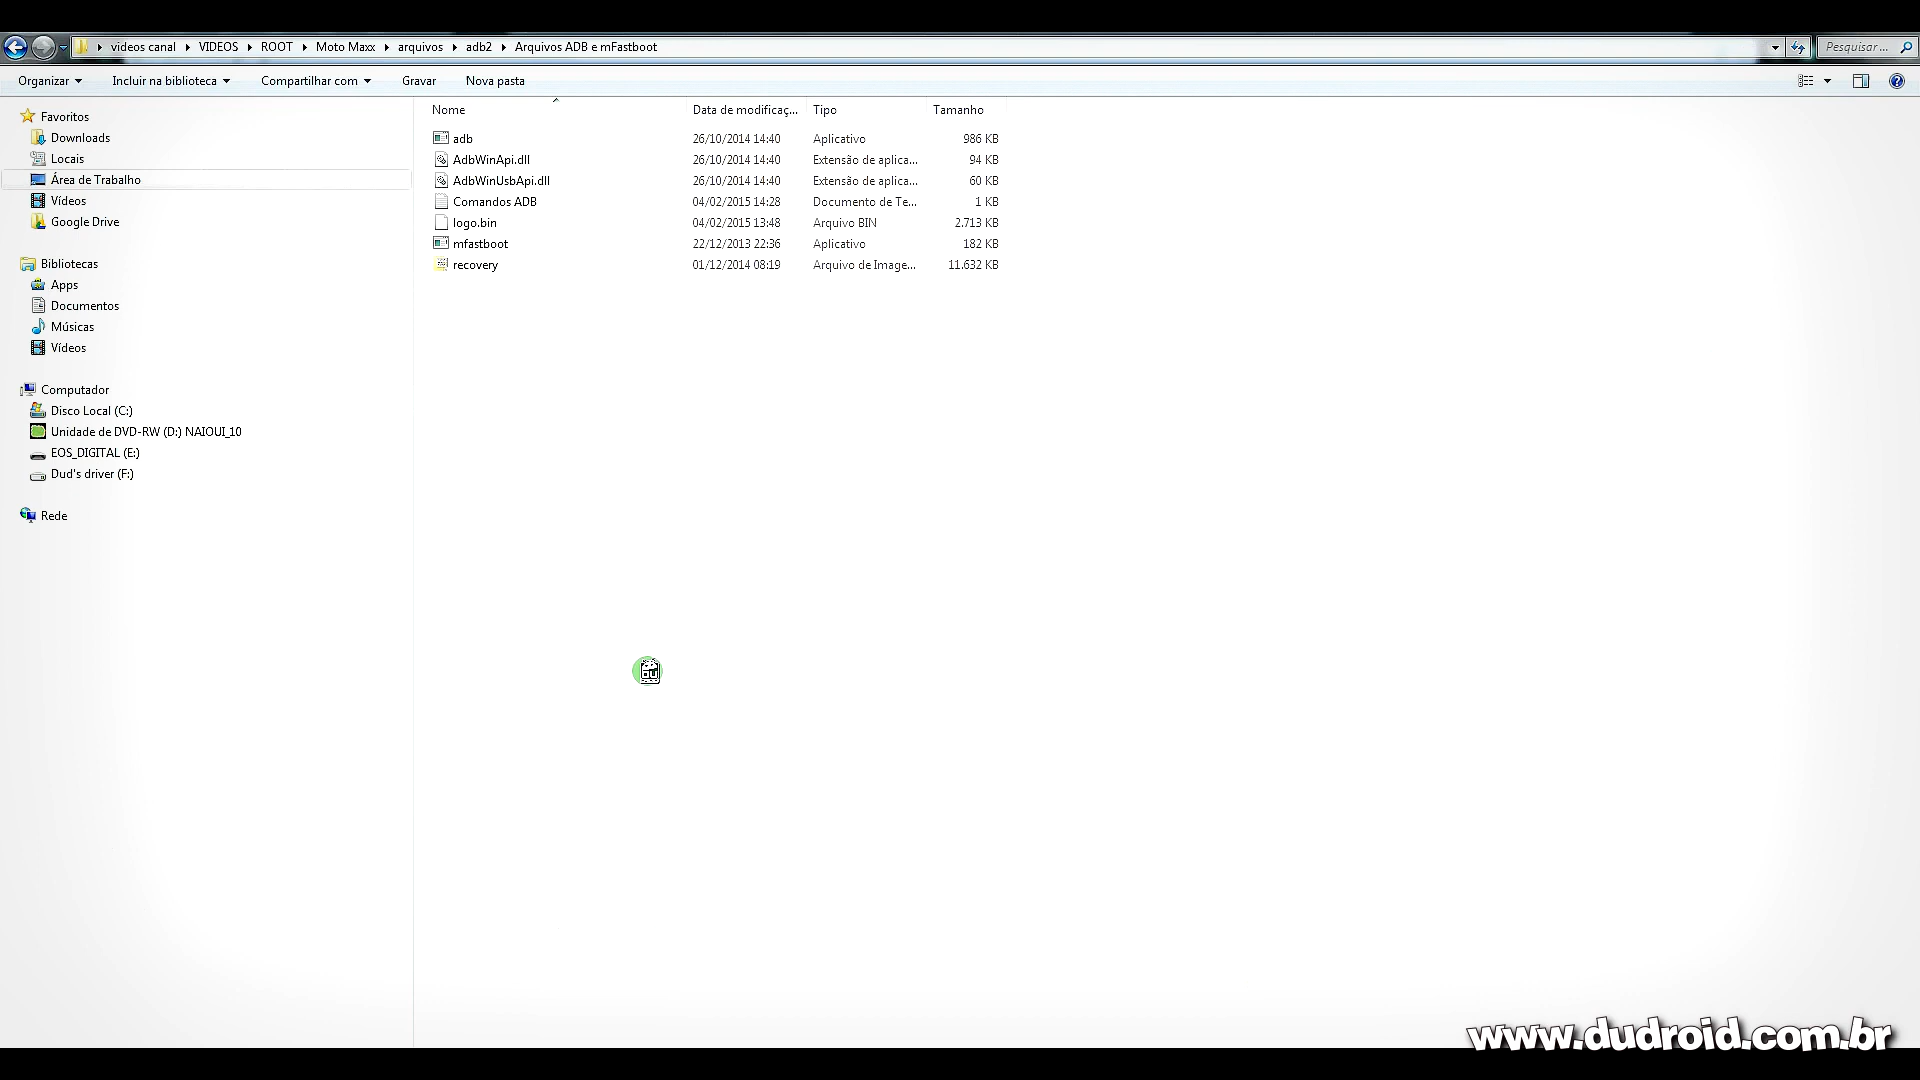 videos canal VIDEOS ROOT Moto Maxx arquivos adb2 Arquivos ADB e mFastboot Pesquisar ...
Organizar Incluir na biblioteca Compartilhar com Gravar Nova pasta
Favoritos
Downloads
Locais
Área de Trabalho
Vídeos
Google Drive
Bibliotecas
Apps
Documentos
Músicas
Vídeos
Computador
Disco Local (C:)
Unidade de DVD-RW (D:) NAIOUI_10
EOS_DIGITAL (E:)
Dud's driver (F:)
Rede
Nome Data de modificaç... Tipo Tamanho
adb 26/10/2014 14:40 Aplicativo 986 KB
AdbWinApi.dll 26/10/2014 14:40 Extensão de aplica... 94 KB
AdbWinUsbApi.dll 26/10/2014 14:40 Extensão de aplica... 60 KB
Comandos ADB 04/02/2015 14:28 Documento de Te... 1 KB
logo.bin 04/02/2015 13:48 Arquivo BIN 2.713 KB
mfastboot 22/12/2013 22:36 Aplicativo 182 KB
recovery 01/12/2014 08:19 Arquivo de Image... 11.632 KB
www.dudroid.com.br